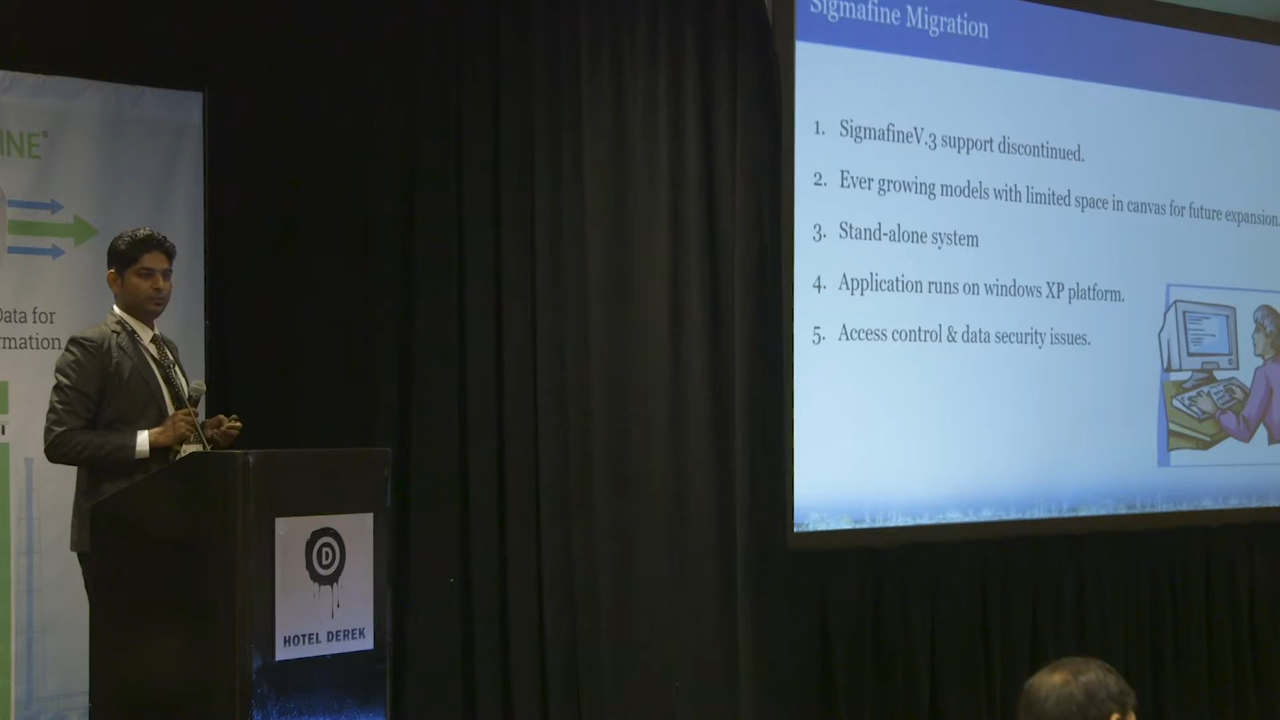 INE
Data for
rmation
D
HOTEL DEREK
Sigmafine Migration
1. SigmafineV.3 support discontinued.
2. Ever growing models with limited space in canvas for future expansion.
3. Stand-alone system
4. Application runs on windows XP platform.
5. Access control & data security issues.